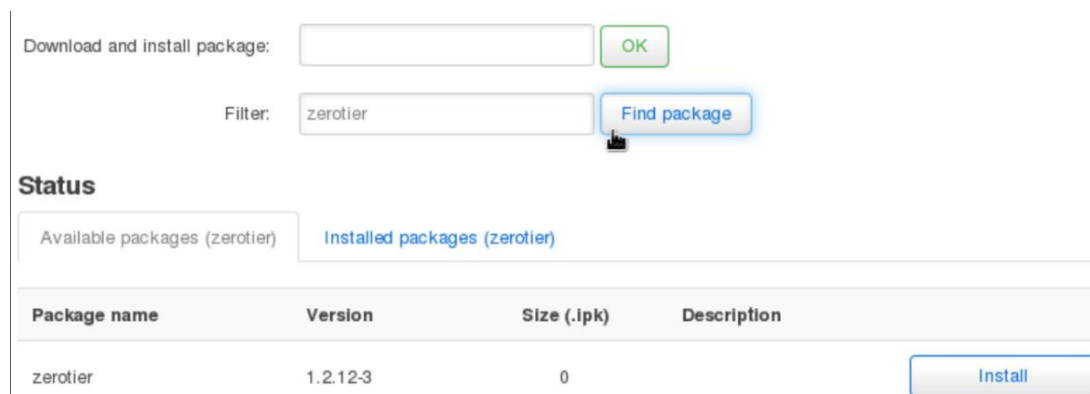 Download and install package: OK
Filter: zerotier Find package
Status
Available packages (zerotier) Installed packages (zerotier)
Package name Version Size (.ipk) Description
zerotier 1.2.12-3 0 Install